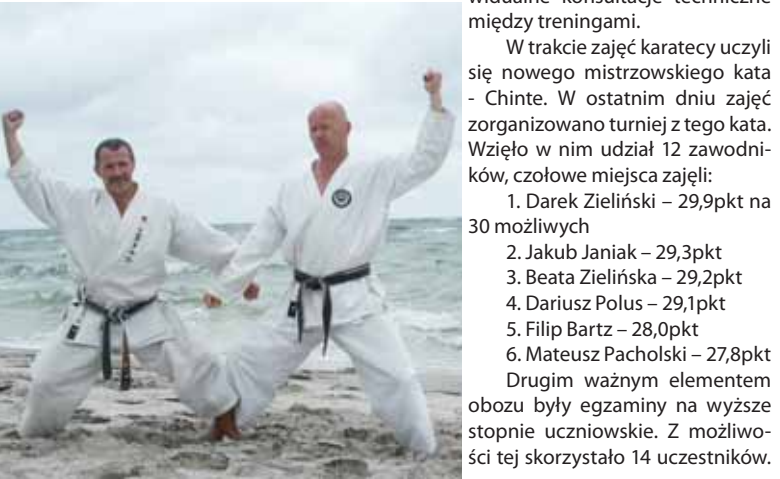 widualne konsultacje techniczne
między treningami.
W trakcie zajęć karatecy uczyli
się nowego mistrzowskiego kata
- Chinte. W ostatnim dniu zajęć
zorganizowano turniej z tego kata.
Wzięło w nim udział 12 zawodni-
ków, czołowe miejsca zajęli:
1. Darek Zieliński – 29,9pkt na
30 możliwych
2. Jakub Janiak – 29,3pkt
3. Beata Zielińska – 29,2pkt
4. Dariusz Polus – 29,1pkt
5. Filip Bartz – 28,0pkt
6. Mateusz Pacholski – 27,8pkt
Drugim ważnym elementem
obozu były egzaminy na wyższe
stopnie uczniowskie. Z możliwo-
ści tej skorzystało 14 uczestników.